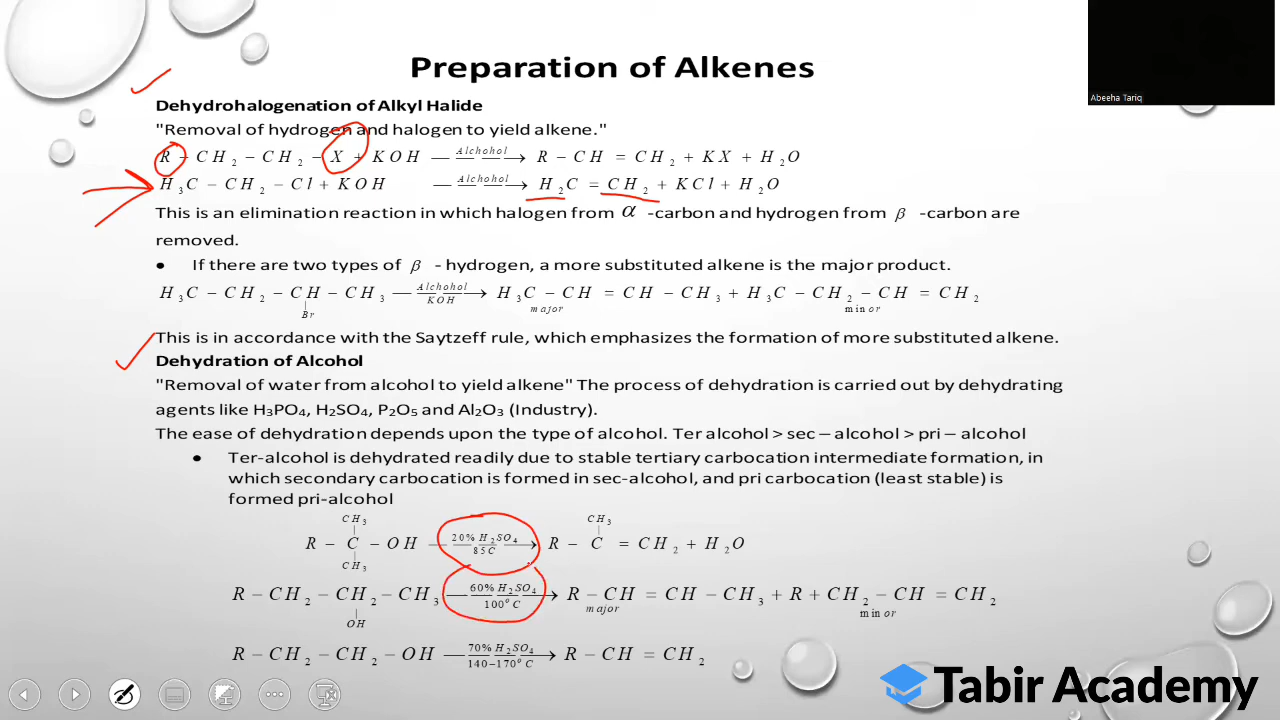 Abeeha Tariq
Preparation of Alkenes
Dehydrohalogenation of Alkyl Halide
"Removal of hydrogen and halogen to yield alkene."
R – CH₂ – CH₂ – X + KOH —Alchohol→ R – CH = CH₂ + KX + H₂O
H₃C – CH₂ – Cl + KOH —Alchohol→ H₂C = CH₂ + KCl + H₂O
This is an elimination reaction in which halogen from α -carbon and hydrogen from β -carbon are
removed.
• If there are two types of β - hydrogen, a more substituted alkene is the major product.
H₃C – CH₂ – CH – CH₃ —Alchohol/KOH→ H₃C – CH = CH – CH₃ + H₃C – CH₂ – CH = CH₂
Br major minor
This is in accordance with the Saytzeff rule, which emphasizes the formation of more substituted alkene.
Dehydration of Alcohol
"Removal of water from alcohol to yield alkene" The process of dehydration is carried out by dehydrating
agents like H₃PO₄, H₂SO₄, P₂O₅ and Al₂O₃ (Industry).
The ease of dehydration depends upon the type of alcohol. Ter alcohol > sec – alcohol > pri – alcohol
• Ter-alcohol is dehydrated readily due to stable tertiary carbocation intermediate formation, in
which secondary carbocation is formed in sec-alcohol, and pri carbocation (least stable) is
formed pri-alcohol
CH₃ CH₃
R – C – OH —20% H₂SO₄/85C→ R – C = CH₂ + H₂O
CH₃
R – CH₂ – CH₂ – CH₃ —60% H₂SO₄/100°C→ R – CH = CH – CH₃ + R + CH₂ – CH = CH₂
OH major minor
R – CH₂ – CH₂ – OH —70% H₂SO₄/140–170°C→ R – CH = CH₂
Tabir Academy